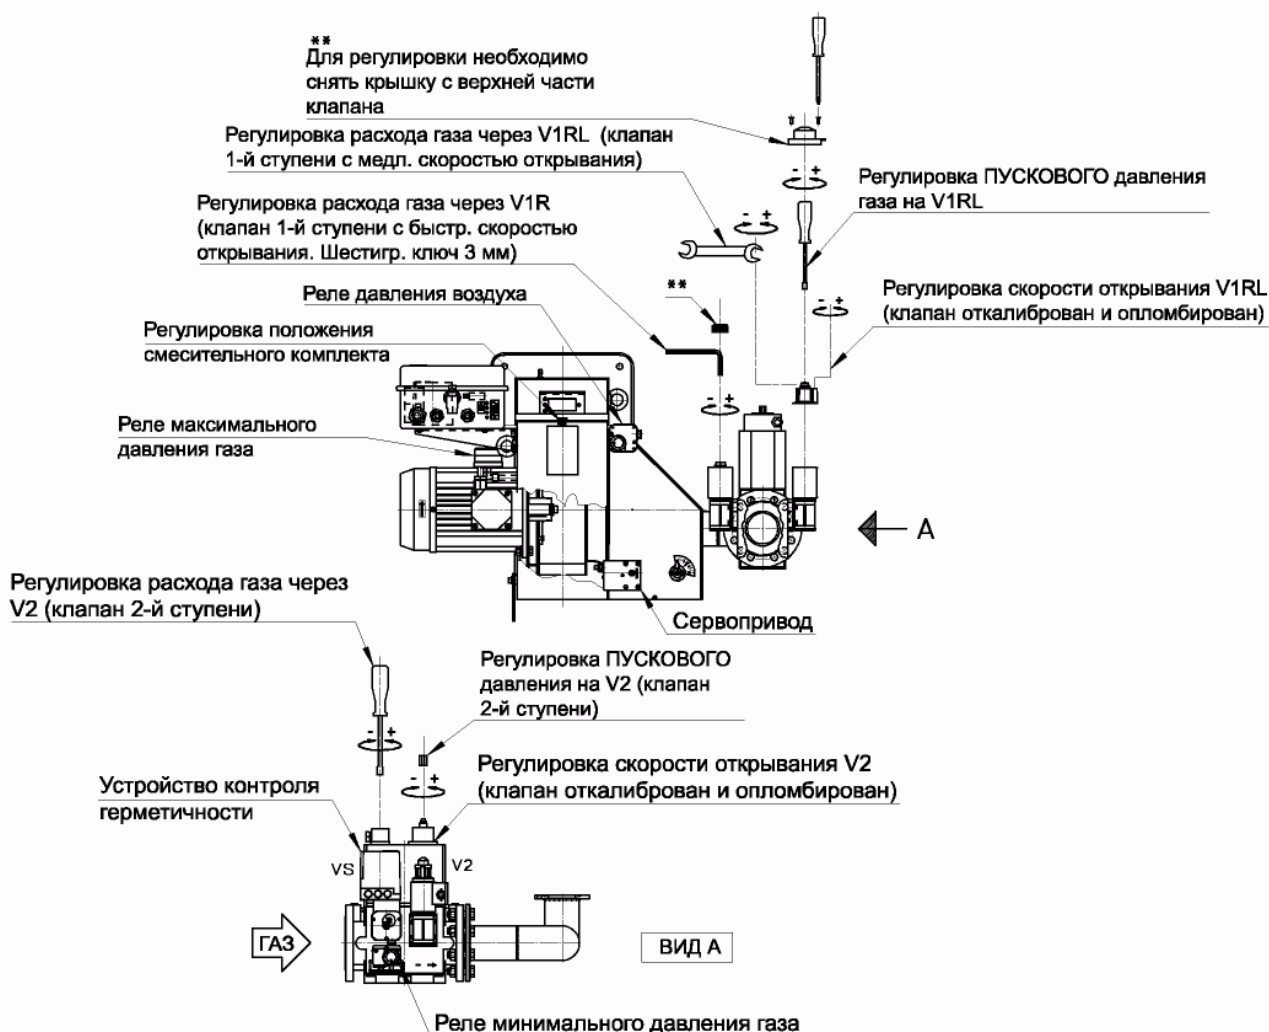 **
Для регулировки необходимо
снять крышку с верхней части
клапана
Регулировка расхода газа через V1RL (клапан
1-й ступени с медл. скоростью открывания)
Регулировка ПУСКОВОГО давления
газа на V1RL
Регулировка расхода газа через V1R
(клапан 1-й ступени с быстр. скоростью
открывания. Шестигр. ключ 3 мм)
- +
- +
**
Регулировка скорости открывания V1RL
(клапан откалиброван и опломбирован)
- +
Реле давления воздуха
Регулировка положения
смесительного комплекта
- +
Реле максимального
давления газа
A
Регулировка расхода газа через
V2 (клапан 2-й ступени)
Сервопривод
Регулировка ПУСКОВОГО
давления на V2 (клапан
2-й ступени)
- +
Регулировка скорости открывания V2
(клапан откалиброван и опломбирован)
- +
Устройство контроля
герметичности
VS
V2
ГАЗ
ВИД А
Реле минимального давления газа